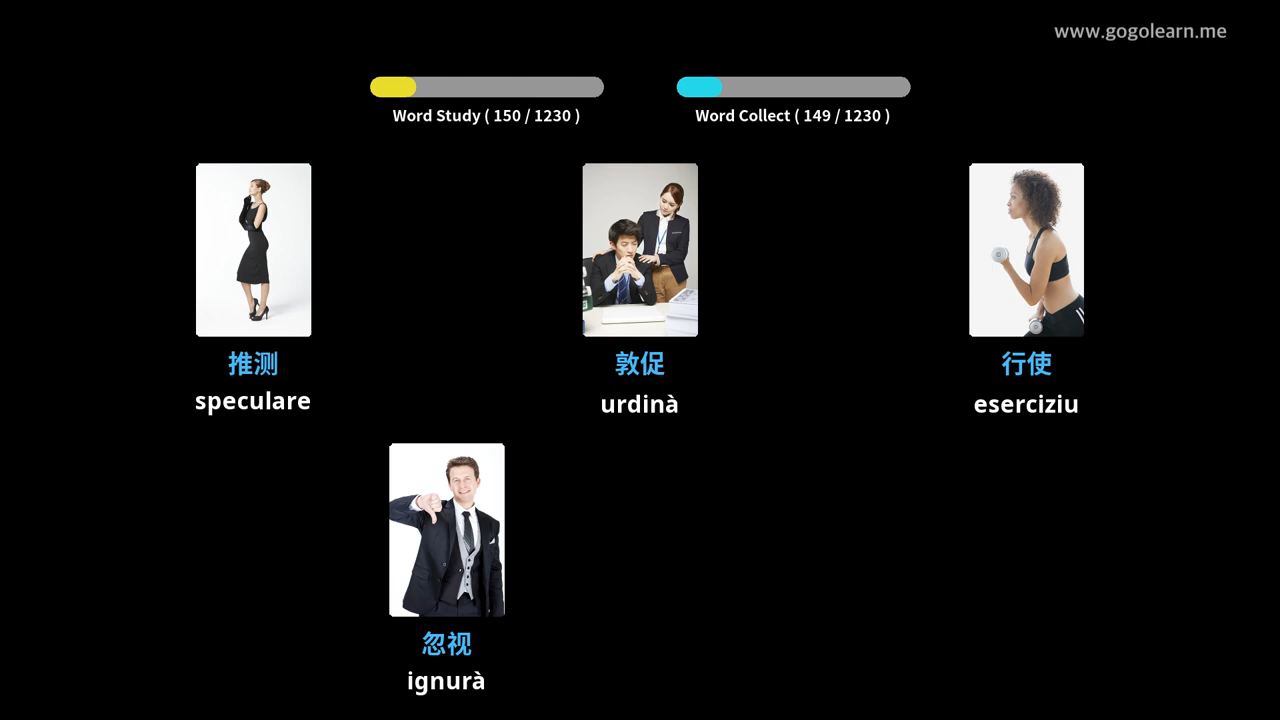 www.gogolearn.me
Word Study ( 150 / 1230 )
Word Collect ( 149 / 1230 )
推测
敦促
行使
speculare
urdinà
eserciziu
忽视
ignurà